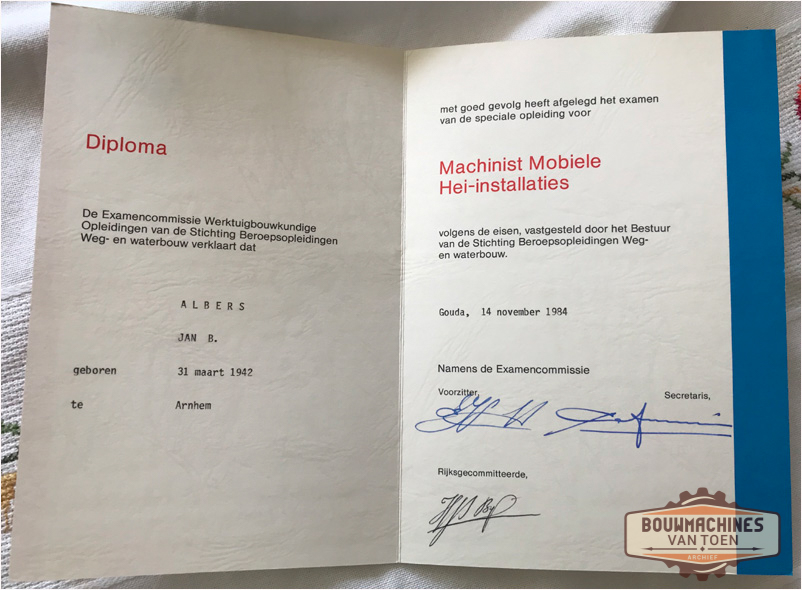 Diploma
De Examencommissie Werktuigbouwkundige
Opleidingen van de Stichting Beroepsopleidingen
Weg- en waterbouw verklaart dat
ALBERS
JAN B.
geboren 31 maart 1942
te Arnhem
met goed gevolg heeft afgelegd het examen
van de speciale opleiding voor
Machinist Mobiele
Hei-installaties
volgens de eisen, vastgesteld door het Bestuur
van de Stichting Beroepsopleidingen Weg-
en waterbouw.
Gouda, 14 november 1984
Namens de Examencommissie
Voorzitter, Secretaris,
Rijksgecommitteerde,
BOUWMACHINES
VAN TOEN
ARCHIEF